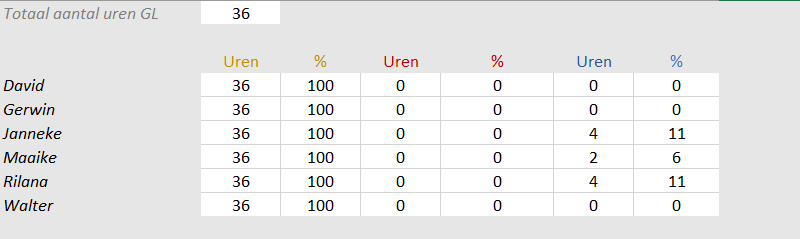 Totaal aantal uren GL 36
Uren % Uren % Uren %
David 36 100 0 0 0 0
Gerwin 36 100 0 0 0 0
Janneke 36 100 0 0 4 11
Maaike 36 100 0 0 2 6
Rilana 36 100 0 0 4 11
Walter 36 100 0 0 0 0